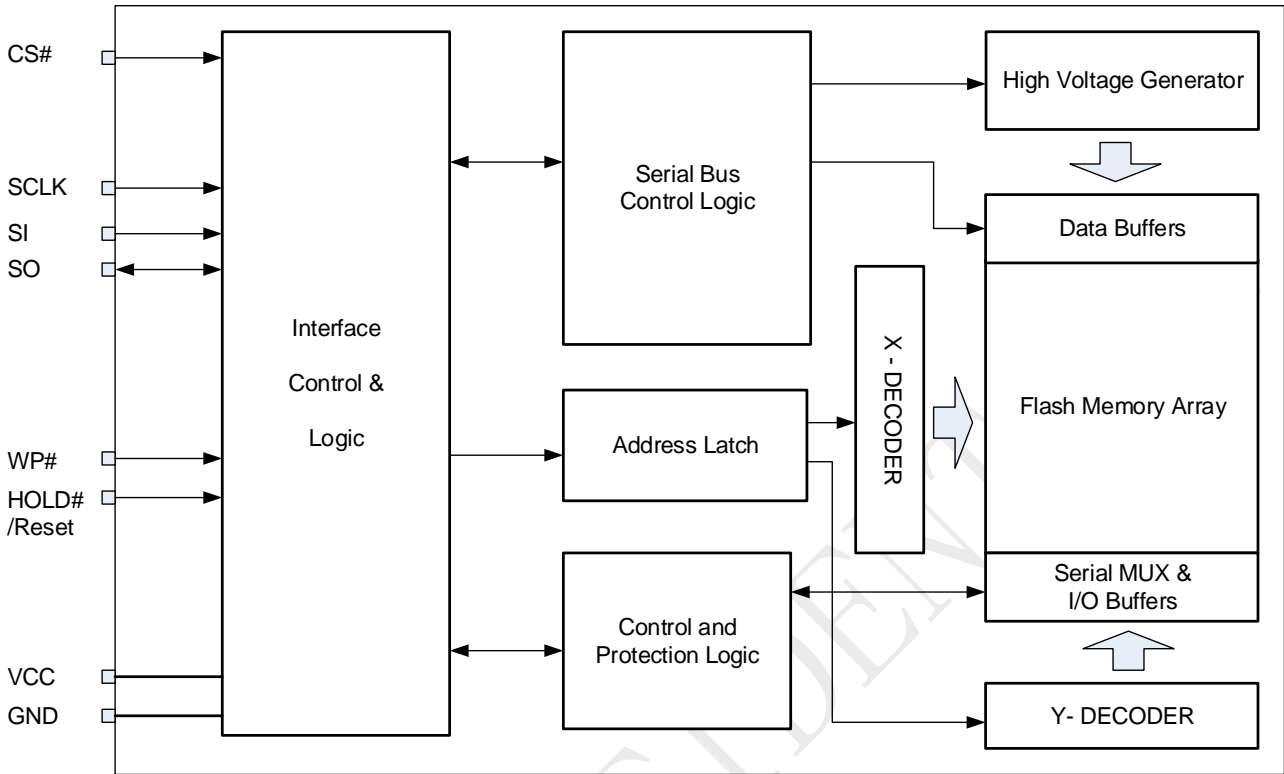 CS#
SCLK
SI
SO
WP#
HOLD#
/Reset
VCC
GND
Interface
Control &
Logic
Serial Bus
Control Logic
Address Latch
Control and
Protection Logic
X - DECODER
High Voltage Generator
Data Buffers
Flash Memory Array
Serial MUX &
I/O Buffers
Y- DECODER